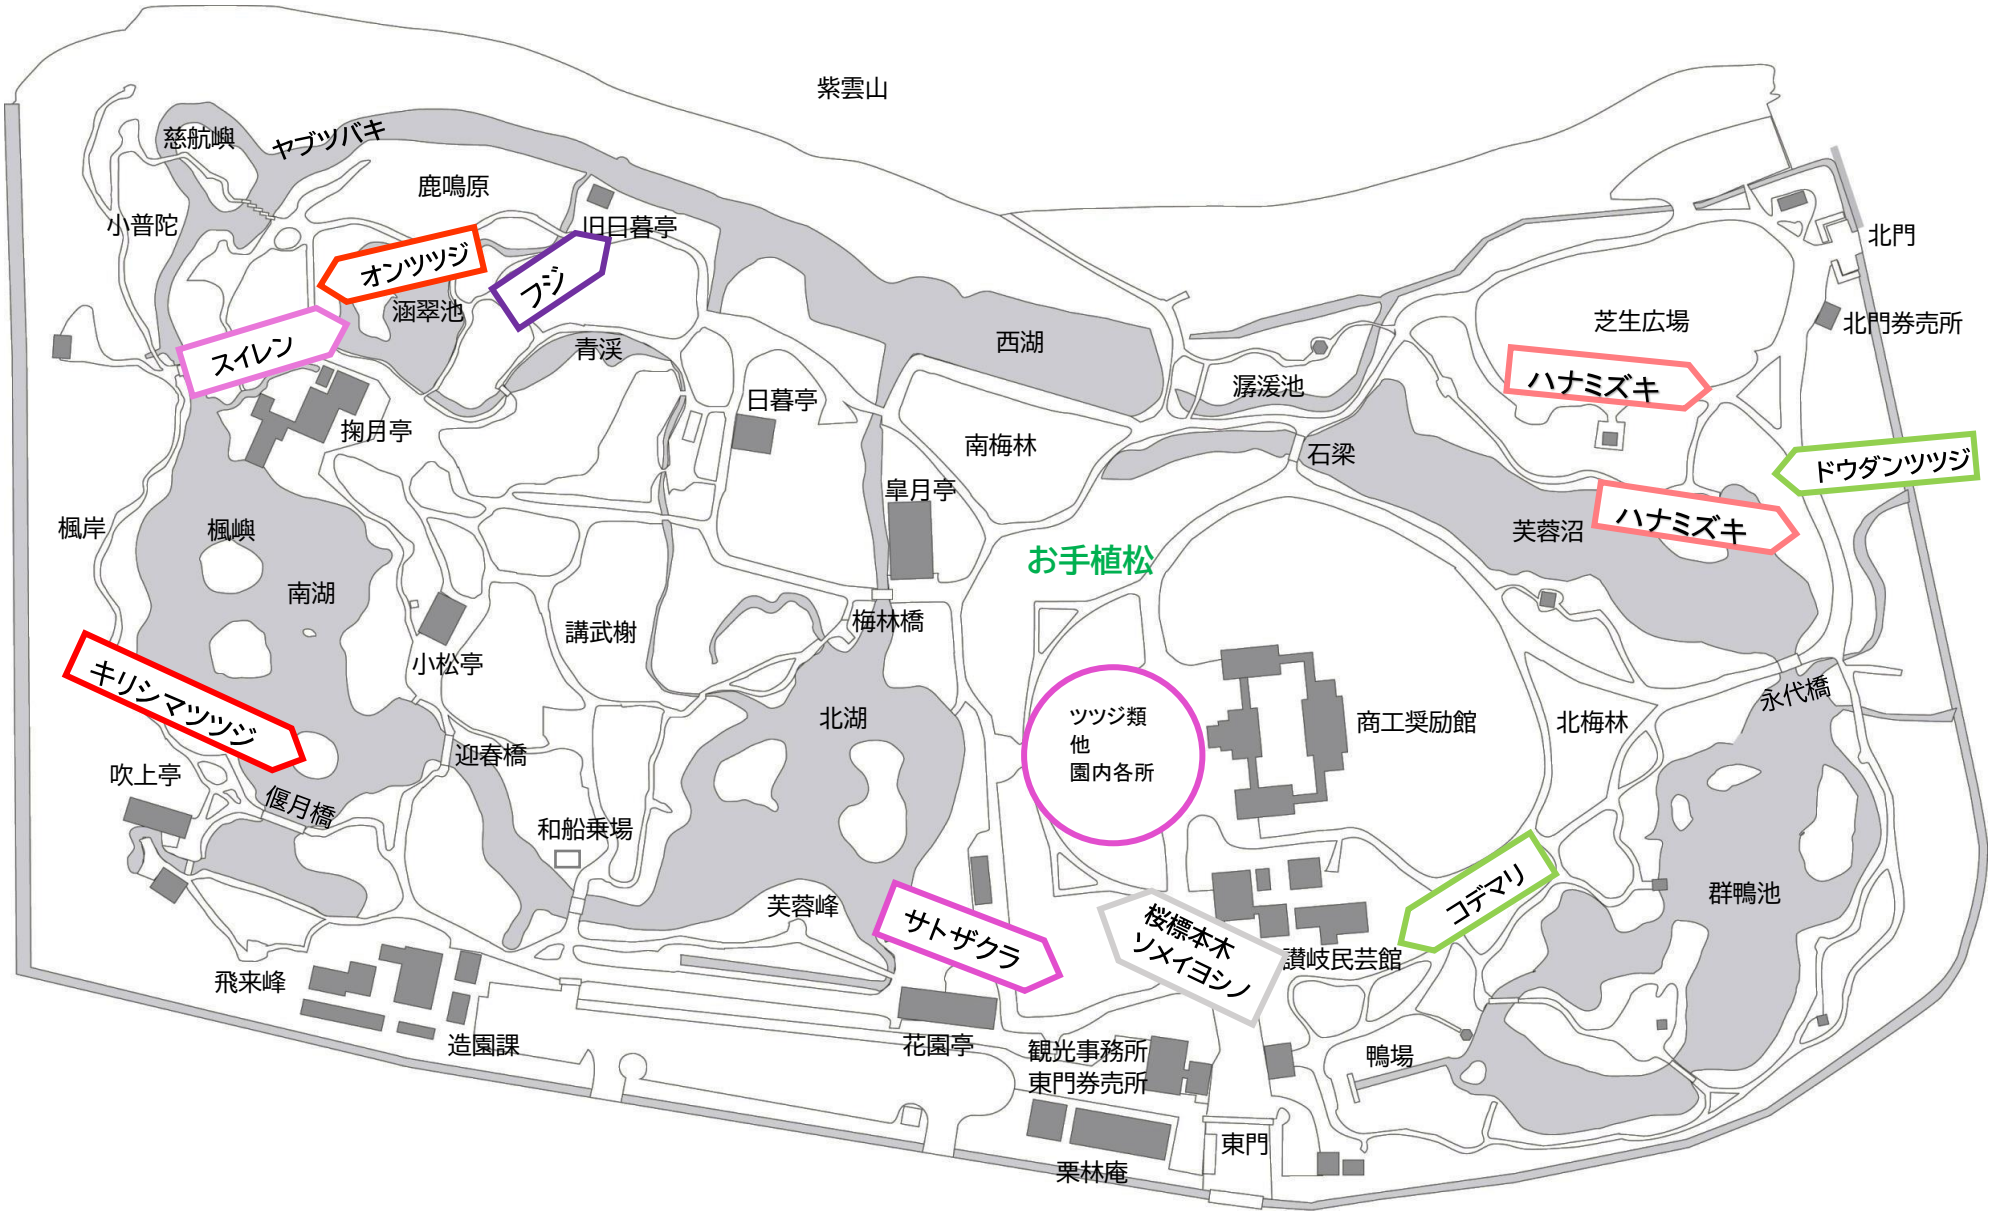 紫雲山
慈航嶼
ヤブツバキ
鹿鳴原
小普陀
旧日暮亭
北門
オンツツジ
フジ
涵翠池
スイレン
青渓
西湖
芝生広場
北門券売所
潺湲池
ハナミズキ
日暮亭
掬月亭
南梅林
石梁
ドウダンツツジ
皐月亭
ハナミズキ
芙蓉沼
楓岸
楓嶼
お手植松
南湖
梅林橋
講武榭
小松亭
キリシマツツジ
永代橋
北湖
ツツジ類
他
園内各所
商工奨励館
北梅林
迎春橋
吹上亭
偃月橋
和船乗場
コデマリ
群鴨池
芙蓉峰
サトザクラ
桜標本木
ソメイヨシノ
讃岐民芸館
飛来峰
造園課
花園亭
観光事務所
東門券売所
鴨場
東門
栗林庵